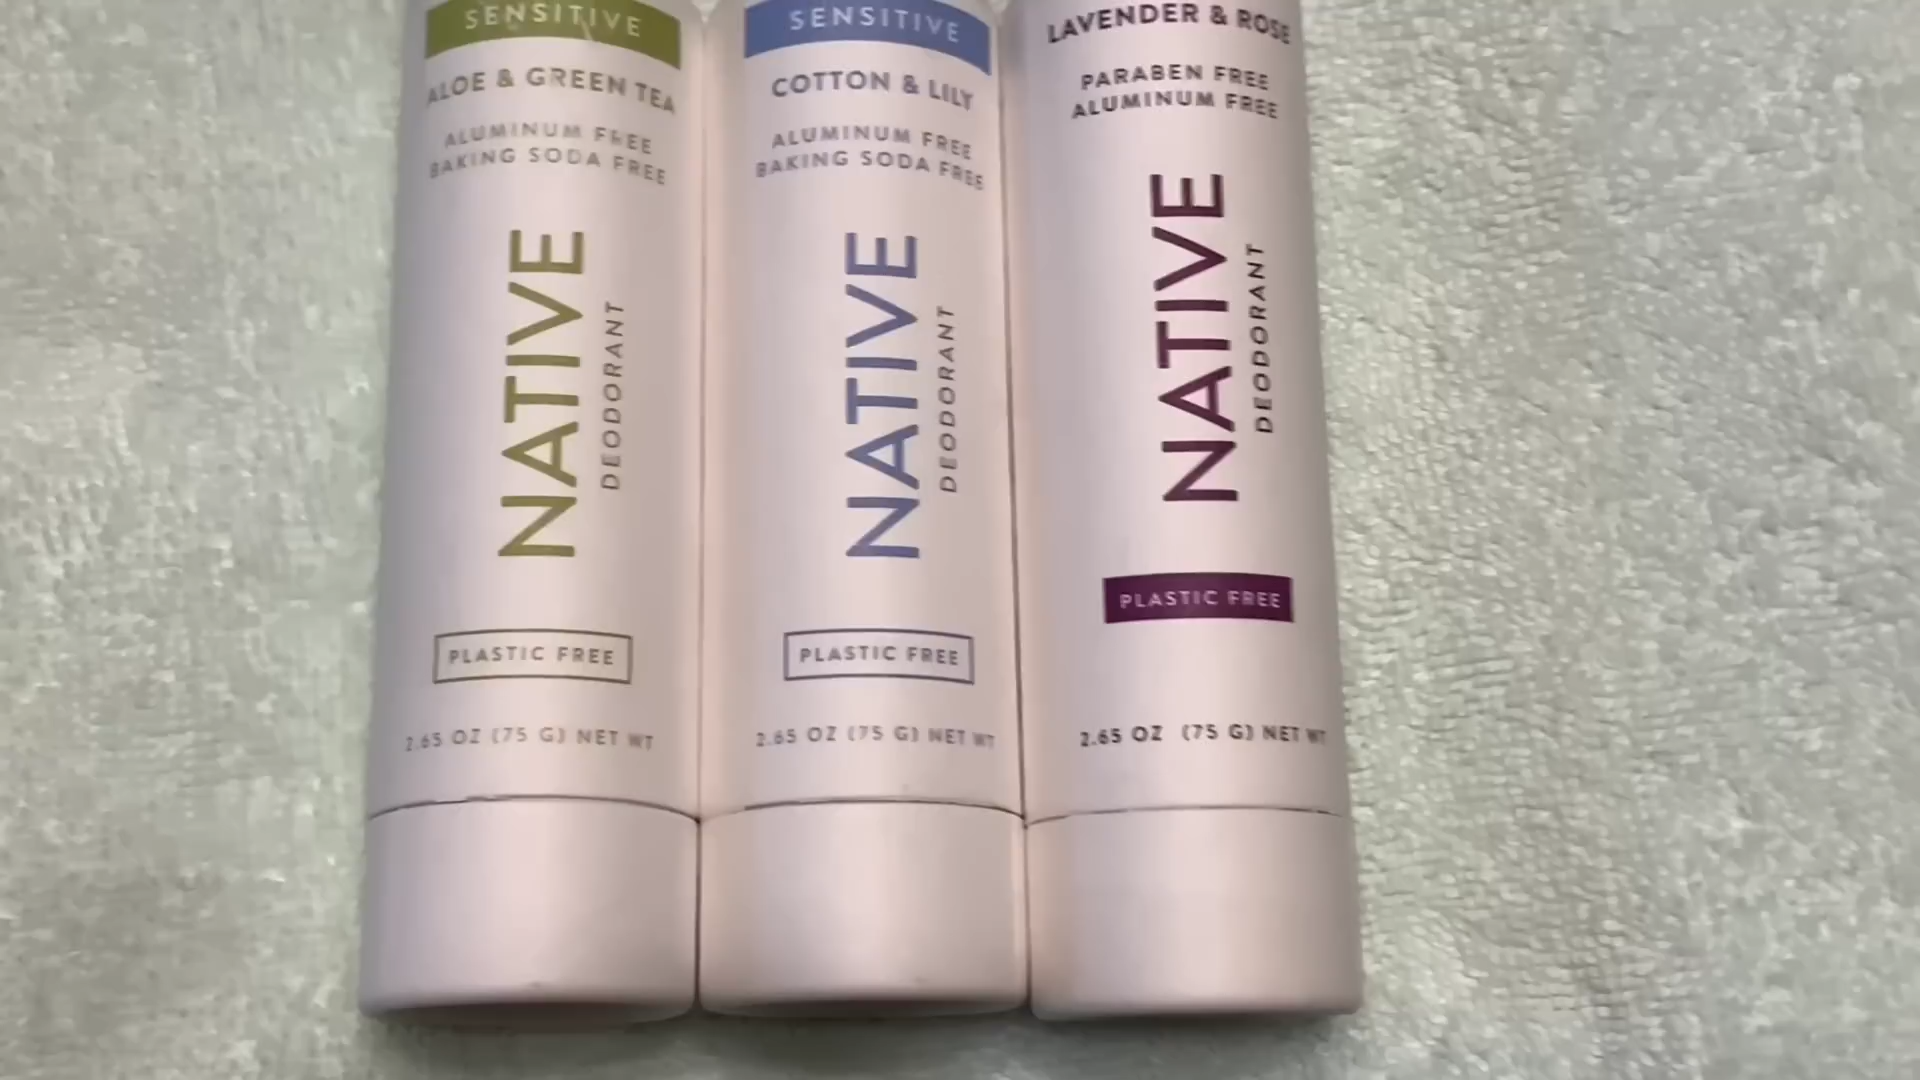 SENSITIVE
ALOE & GREEN TEA
ALUMINUM FREE
BAKING SODA FREE
NATIVE
DEODORANT
PLASTIC FREE
2.65 OZ (75 G) NET WT
SENSITIVE
COTTON & LILY
ALUMINUM FREE
BAKING SODA FREE
NATIVE
DEODORANT
PLASTIC FREE
2.65 OZ (75 G) NET WT
LAVENDER & ROSE
PARABEN FREE
ALUMINUM FREE
NATIVE
DEODORANT
PLASTIC FREE
2.65 OZ (75 G) NET WT